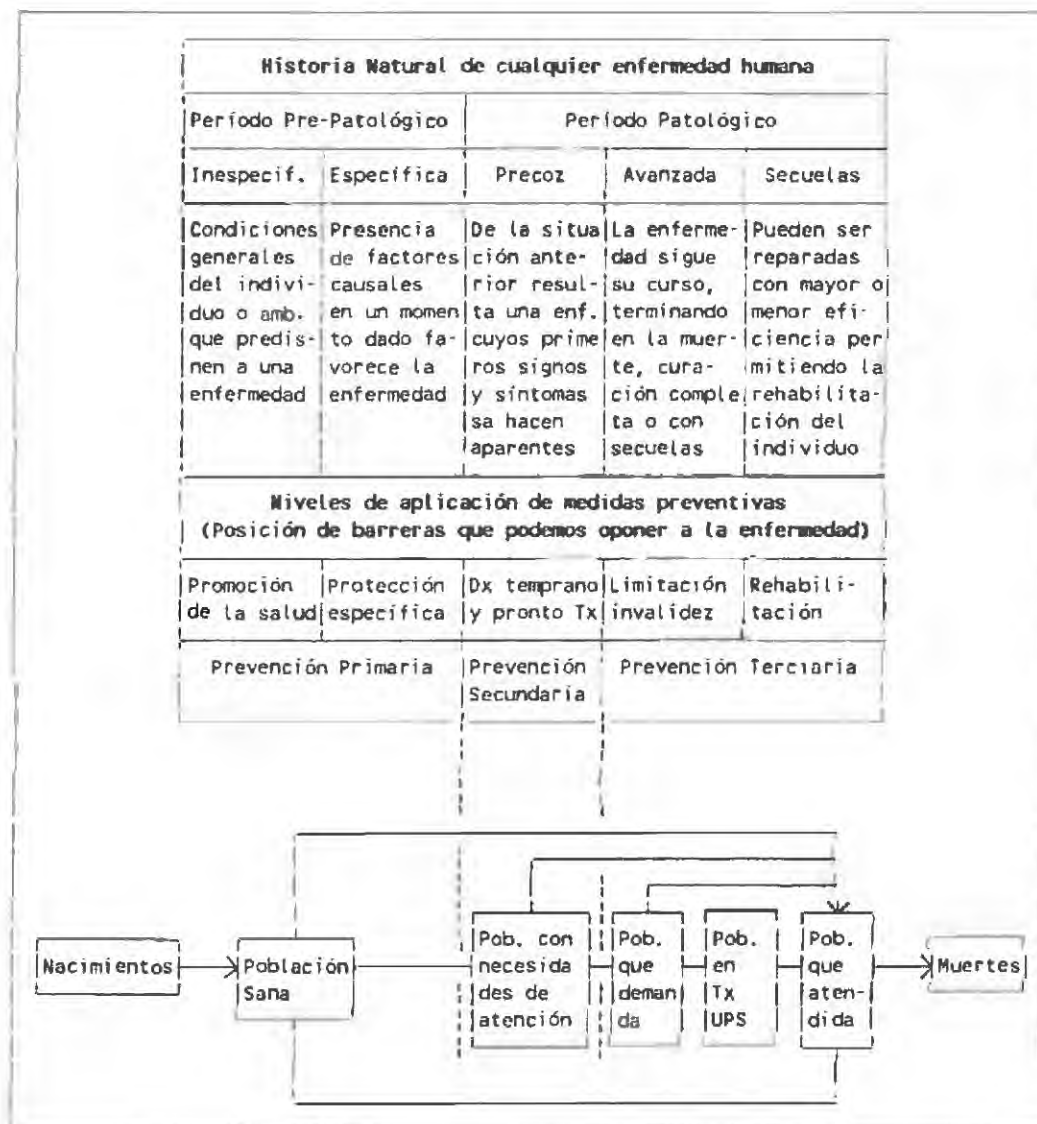 Historia Natural de cualquier enfermedad humana
Período Pre-Patológico
Período Patológico
Inespecif.
Específica
Precoz
Avanzada
Secuelas
Condiciones
generales
del indivi-
duo o amb.
que predis-
nen a una
enfermedad
Presencia
de factores
causales
en un momen
to dado fa-
vorece la
enfermedad
De la situa
ción ante-
rior resul-
ta una enf.
cuyos prime
ros signos
y síntomas
sa hacen
aparentes
La enferme-
dad sigue
su curso,
terminando
en la muer-
te, cura-
ción comple
ta o con
secuelas
Pueden ser
reparadas
con mayor o
menor efi-
ciencia per
mitiendo la
rehabilita-
ción del
individuo
Niveles de aplicación de medidas preventivas
(Posición de barreras que podemos oponer a la enfermedad)
Promoción
de la salud
Protección
específica
Dx temprano
y pronto Tx
Limitación
invalidez
Rehabili-
tación
Prevención Primaria
Prevención
Secundaria
Prevención Terciaria
Nacimientos
Población
Sana
Pob. con
necesida
des de
atención
Pob.
que
deman
da
Pob.
en
Tx
UPS
Pob.
que
aten-
dida
Muertes